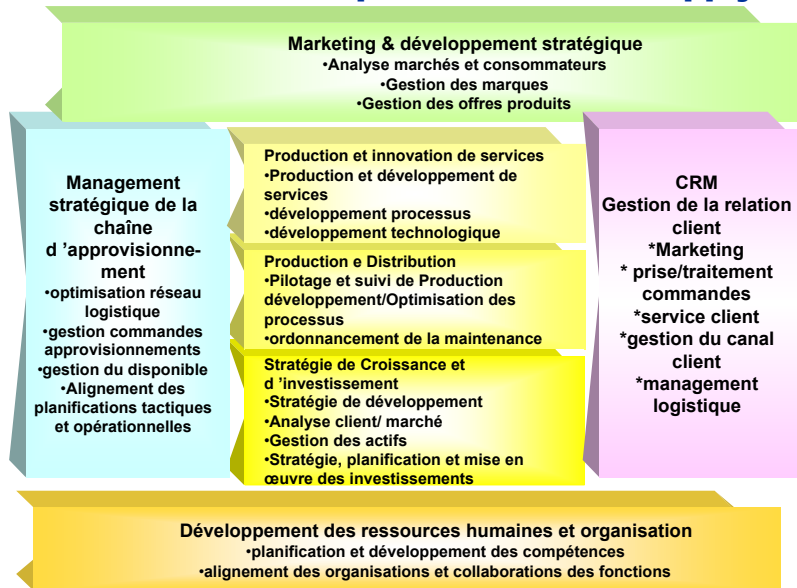 Marketing & développement stratégique
•Analyse marchés et consommateurs
•Gestion des marques
•Gestion des offres produits
Management
stratégique de la
chaîne
d ’approvisionne-
ment
•optimisation réseau
logistique
•gestion commandes
approvisionnements
•gestion du disponible
•Alignement des
planifications tactiques
et opérationnelles
Production et innovation de services
•Production et développement de
services
•développement processus
•développement technologique
Production e Distribution
•Pilotage et suivi de Production
développement/Optimisation des
processus
•ordonnancement de la maintenance
Stratégie de Croissance et
d ’investissement
•Stratégie de développement
•Analyse client/ marché
•Gestion des actifs
•Stratégie, planification et mise en
œuvre des investissements
CRM
Gestion de la relation
client
*Marketing
* prise/traitement
commandes
*service client
*gestion du canal
client
*management
logistique
Développement des ressources humaines et organisation
•planification et développement des compétences
•alignement des organisations et collaborations des fonctions